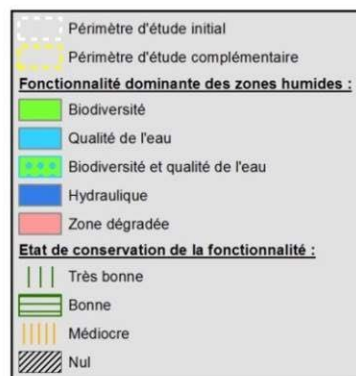 Périmètre d'étude initial
Périmètre d'étude complémentaire
Fonctionnalité dominante des zones humides :
Biodiversité
Qualité de l'eau
Biodiversité et qualité de l'eau
Hydraulique
Zone dégradée
Etat de conservation de la fonctionnalité :
Très bonne
Bonne
Médiocre
Nul